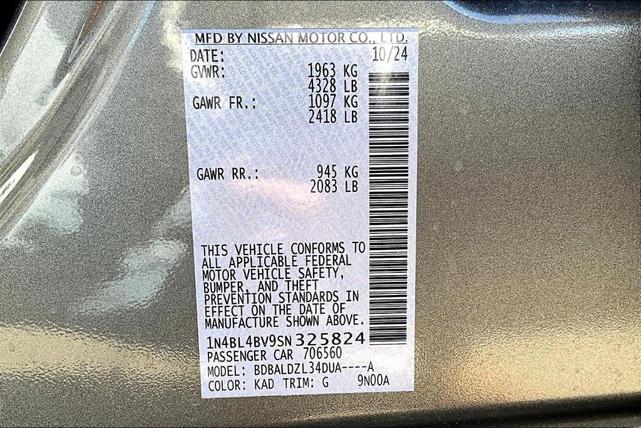 MFD BY NISSAN MOTOR CO., LTD.
DATE: 10/24
GVWR: 1963 KG
4328 LB
GAWR FR.: 1097 KG
2418 LB
GAWR RR.: 945 KG
2083 LB
THIS VEHICLE CONFORMS TO
ALL APPLICABLE FEDERAL
MOTOR VEHICLE SAFETY,
BUMPER, AND THEFT
PREVENTION STANDARDS IN
EFFECT ON THE DATE OF
MANUFACTURE SHOWN ABOVE.
1N4BL4BV9SN325824
PASSENGER CAR 706560
MODEL: BDBALDZL34DUA----A
COLOR: KAD TRIM: G 9N00A